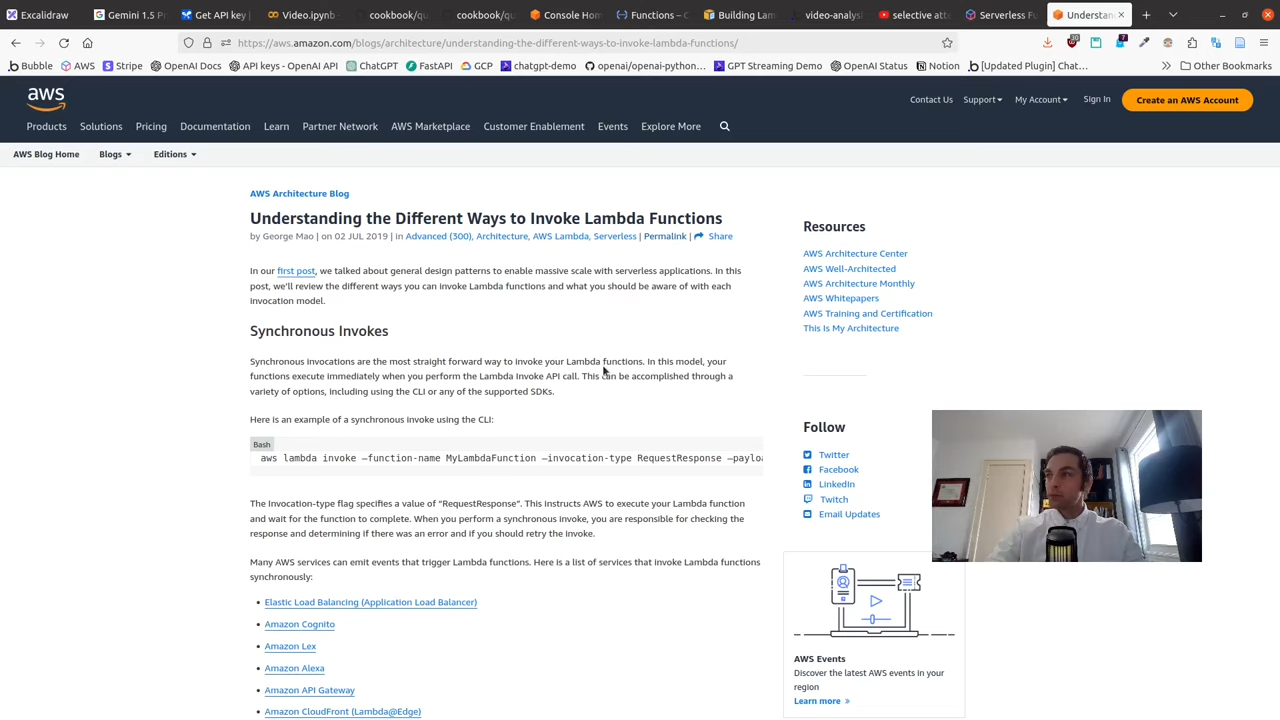 Excalidraw
Gemini 1.5 P
Get API key
Video.ipynb
cookbook/qu
cookbook/qu
Console Hom
Functions – C
Building Lam
video-analysi
selective atte
Serverless Fu
Understan
https://aws.amazon.com/blogs/architecture/understanding-the-different-ways-to-invoke-lambda-functions/
Bubble
AWS
Stripe
OpenAI Docs
API keys - OpenAI API
ChatGPT
FastAPI
GCP
chatgpt-demo
openai/openai-python...
GPT Streaming Demo
OpenAI Status
Notion
[Updated Plugin] Chat...
Other Bookmarks
aws
Contact Us
Support
My Account
Sign In
Create an AWS Account
Products
Solutions
Pricing
Documentation
Learn
Partner Network
AWS Marketplace
Customer Enablement
Events
Explore More
AWS Blog Home
Blogs
Editions
AWS Architecture Blog
Understanding the Different Ways to Invoke Lambda Functions
by George Mao | on 02 JUL 2019 | in Advanced (300), Architecture, AWS Lambda, Serverless | Permalink | Share
In our first post, we talked about general design patterns to enable massive scale with serverless applications. In this
post, we'll review the different ways you can invoke Lambda functions and what you should be aware of with each
invocation model.
Synchronous Invokes
Synchronous invocations are the most straight forward way to invoke your Lambda functions. In this model, your
functions execute immediately when you perform the Lambda Invoke API call. This can be accomplished through a
variety of options, including using the CLI or any of the supported SDKs.
Here is an example of a synchronous invoke using the CLI:
Bash
aws lambda invoke —function-name MyLambdaFunction —invocation-type RequestResponse —payloa
The Invocation-type flag specifies a value of “RequestResponse”. This instructs AWS to execute your Lambda function
and wait for the function to complete. When you perform a synchronous invoke, you are responsible for checking the
response and determining if there was an error and if you should retry the invoke.
Many AWS services can emit events that trigger Lambda functions. Here is a list of services that invoke Lambda functions
synchronously:
Elastic Load Balancing (Application Load Balancer)
Amazon Cognito
Amazon Lex
Amazon Alexa
Amazon API Gateway
Amazon CloudFront (Lambda@Edge)
Resources
AWS Architecture Center
AWS Well-Architected
AWS Architecture Monthly
AWS Whitepapers
AWS Training and Certification
This Is My Architecture
Follow
Twitter
Facebook
LinkedIn
Twitch
Email Updates
AWS Events
Discover the latest AWS events in your
region
Learn more »